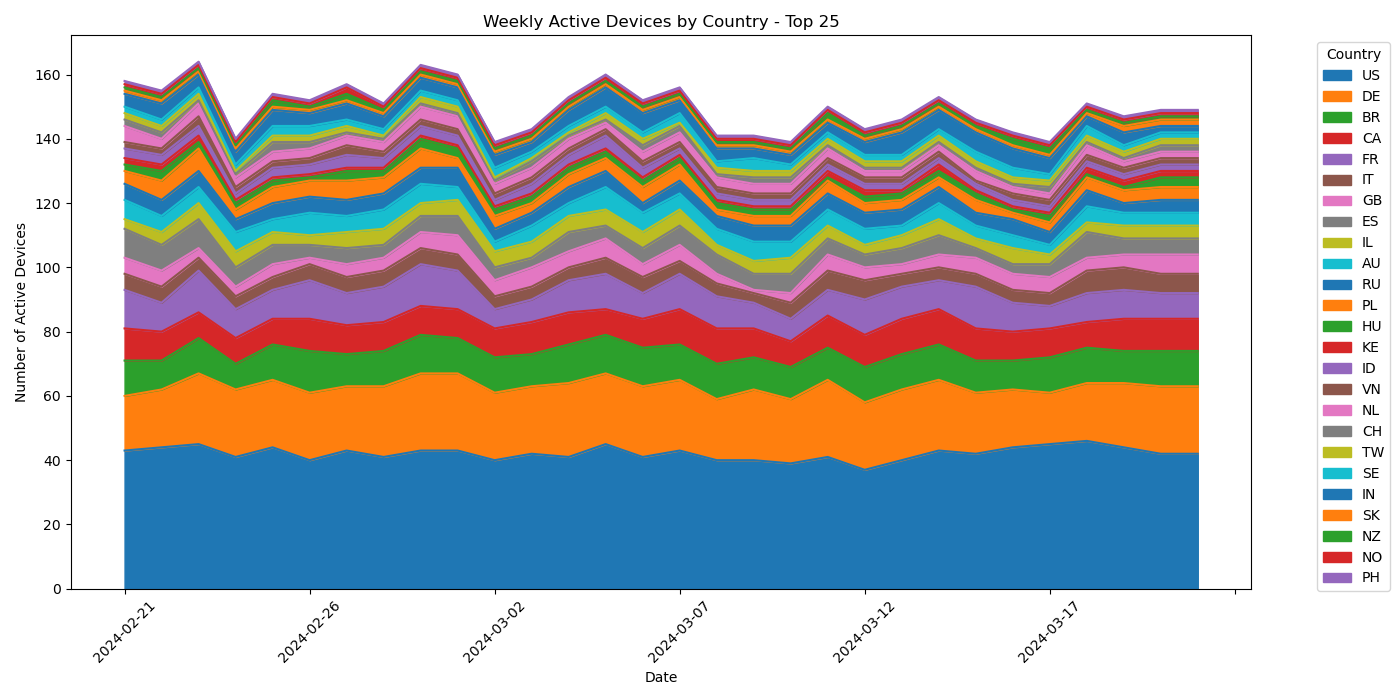 Weekly Active Devices by Country - Top 25
Number of Active Devices
160
140
120
100
80
60
40
20
0
2024-02-21
2024-02-26
2024-03-02
2024-03-07
2024-03-12
2024-03-17
Date
Country
US
DE
BR
CA
FR
IT
GB
ES
IL
AU
RU
PL
HU
KE
ID
VN
NL
CH
TW
SE
IN
SK
NZ
NO
PH